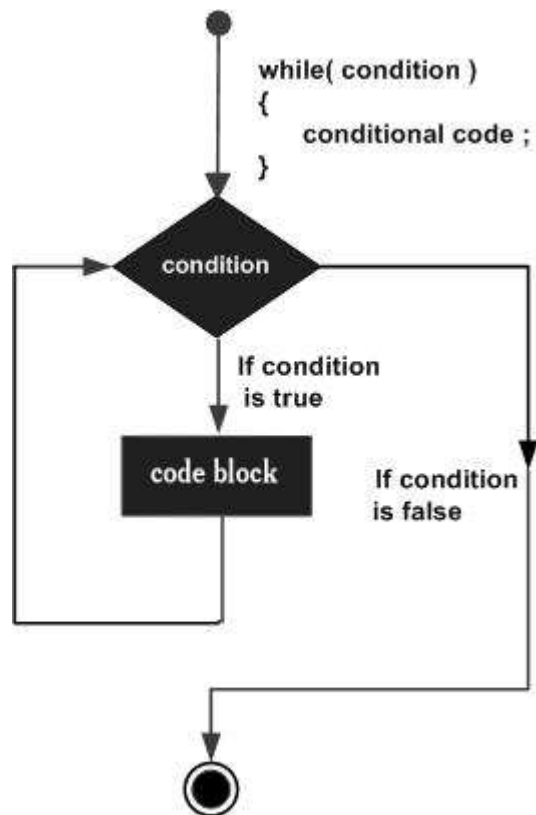 while( condition )
{
conditional code ;
}
condition
If condition
is true
code block
If condition
is false